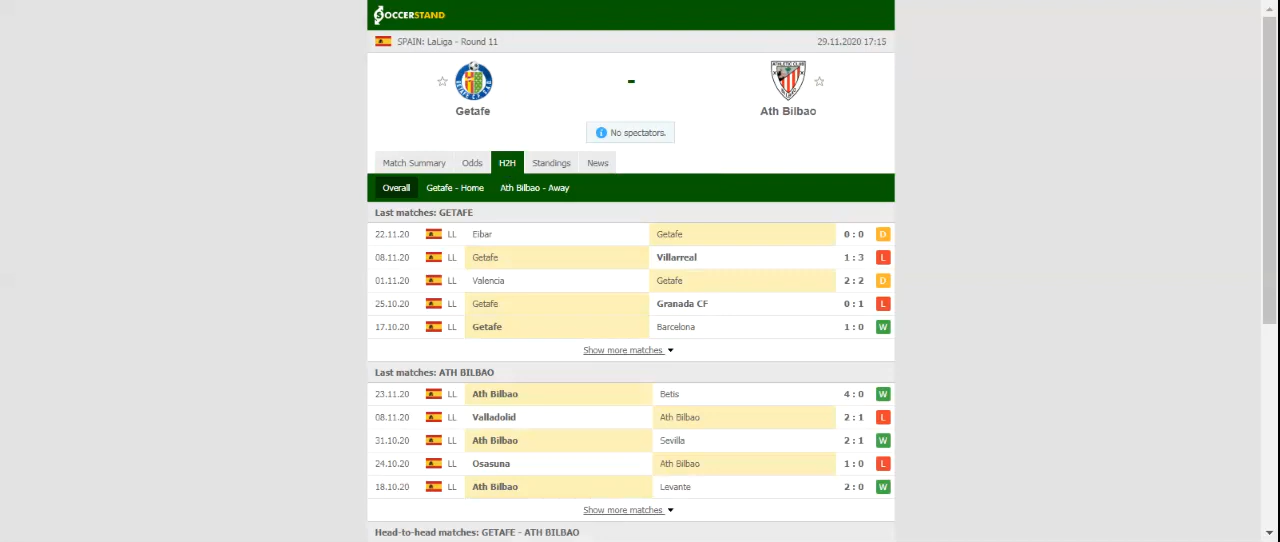 SOCCERSTAND
SPAIN: LaLiga - Round 11 29.11.2020 17:15
-
Getafe Ath Bilbao
No spectators.
Match Summary Odds H2H Standings News
Overall Getafe - Home Ath Bilbao - Away
Last matches: GETAFE
22.11.20 LL Eibar Getafe 0 : 0 D
08.11.20 LL Getafe Villarreal 1 : 3 L
01.11.20 LL Valencia Getafe 2 : 2 D
25.10.20 LL Getafe Granada CF 0 : 1 L
17.10.20 LL Getafe Barcelona 1 : 0 W
Show more matches
Last matches: ATH BILBAO
23.11.20 LL Ath Bilbao Betis 4 : 0 W
08.11.20 LL Valladolid Ath Bilbao 2 : 1 L
31.10.20 LL Ath Bilbao Sevilla 2 : 1 W
24.10.20 LL Osasuna Ath Bilbao 1 : 0 L
18.10.20 LL Ath Bilbao Levante 2 : 0 W
Show more matches
Head-to-head matches: GETAFE - ATH BILBAO